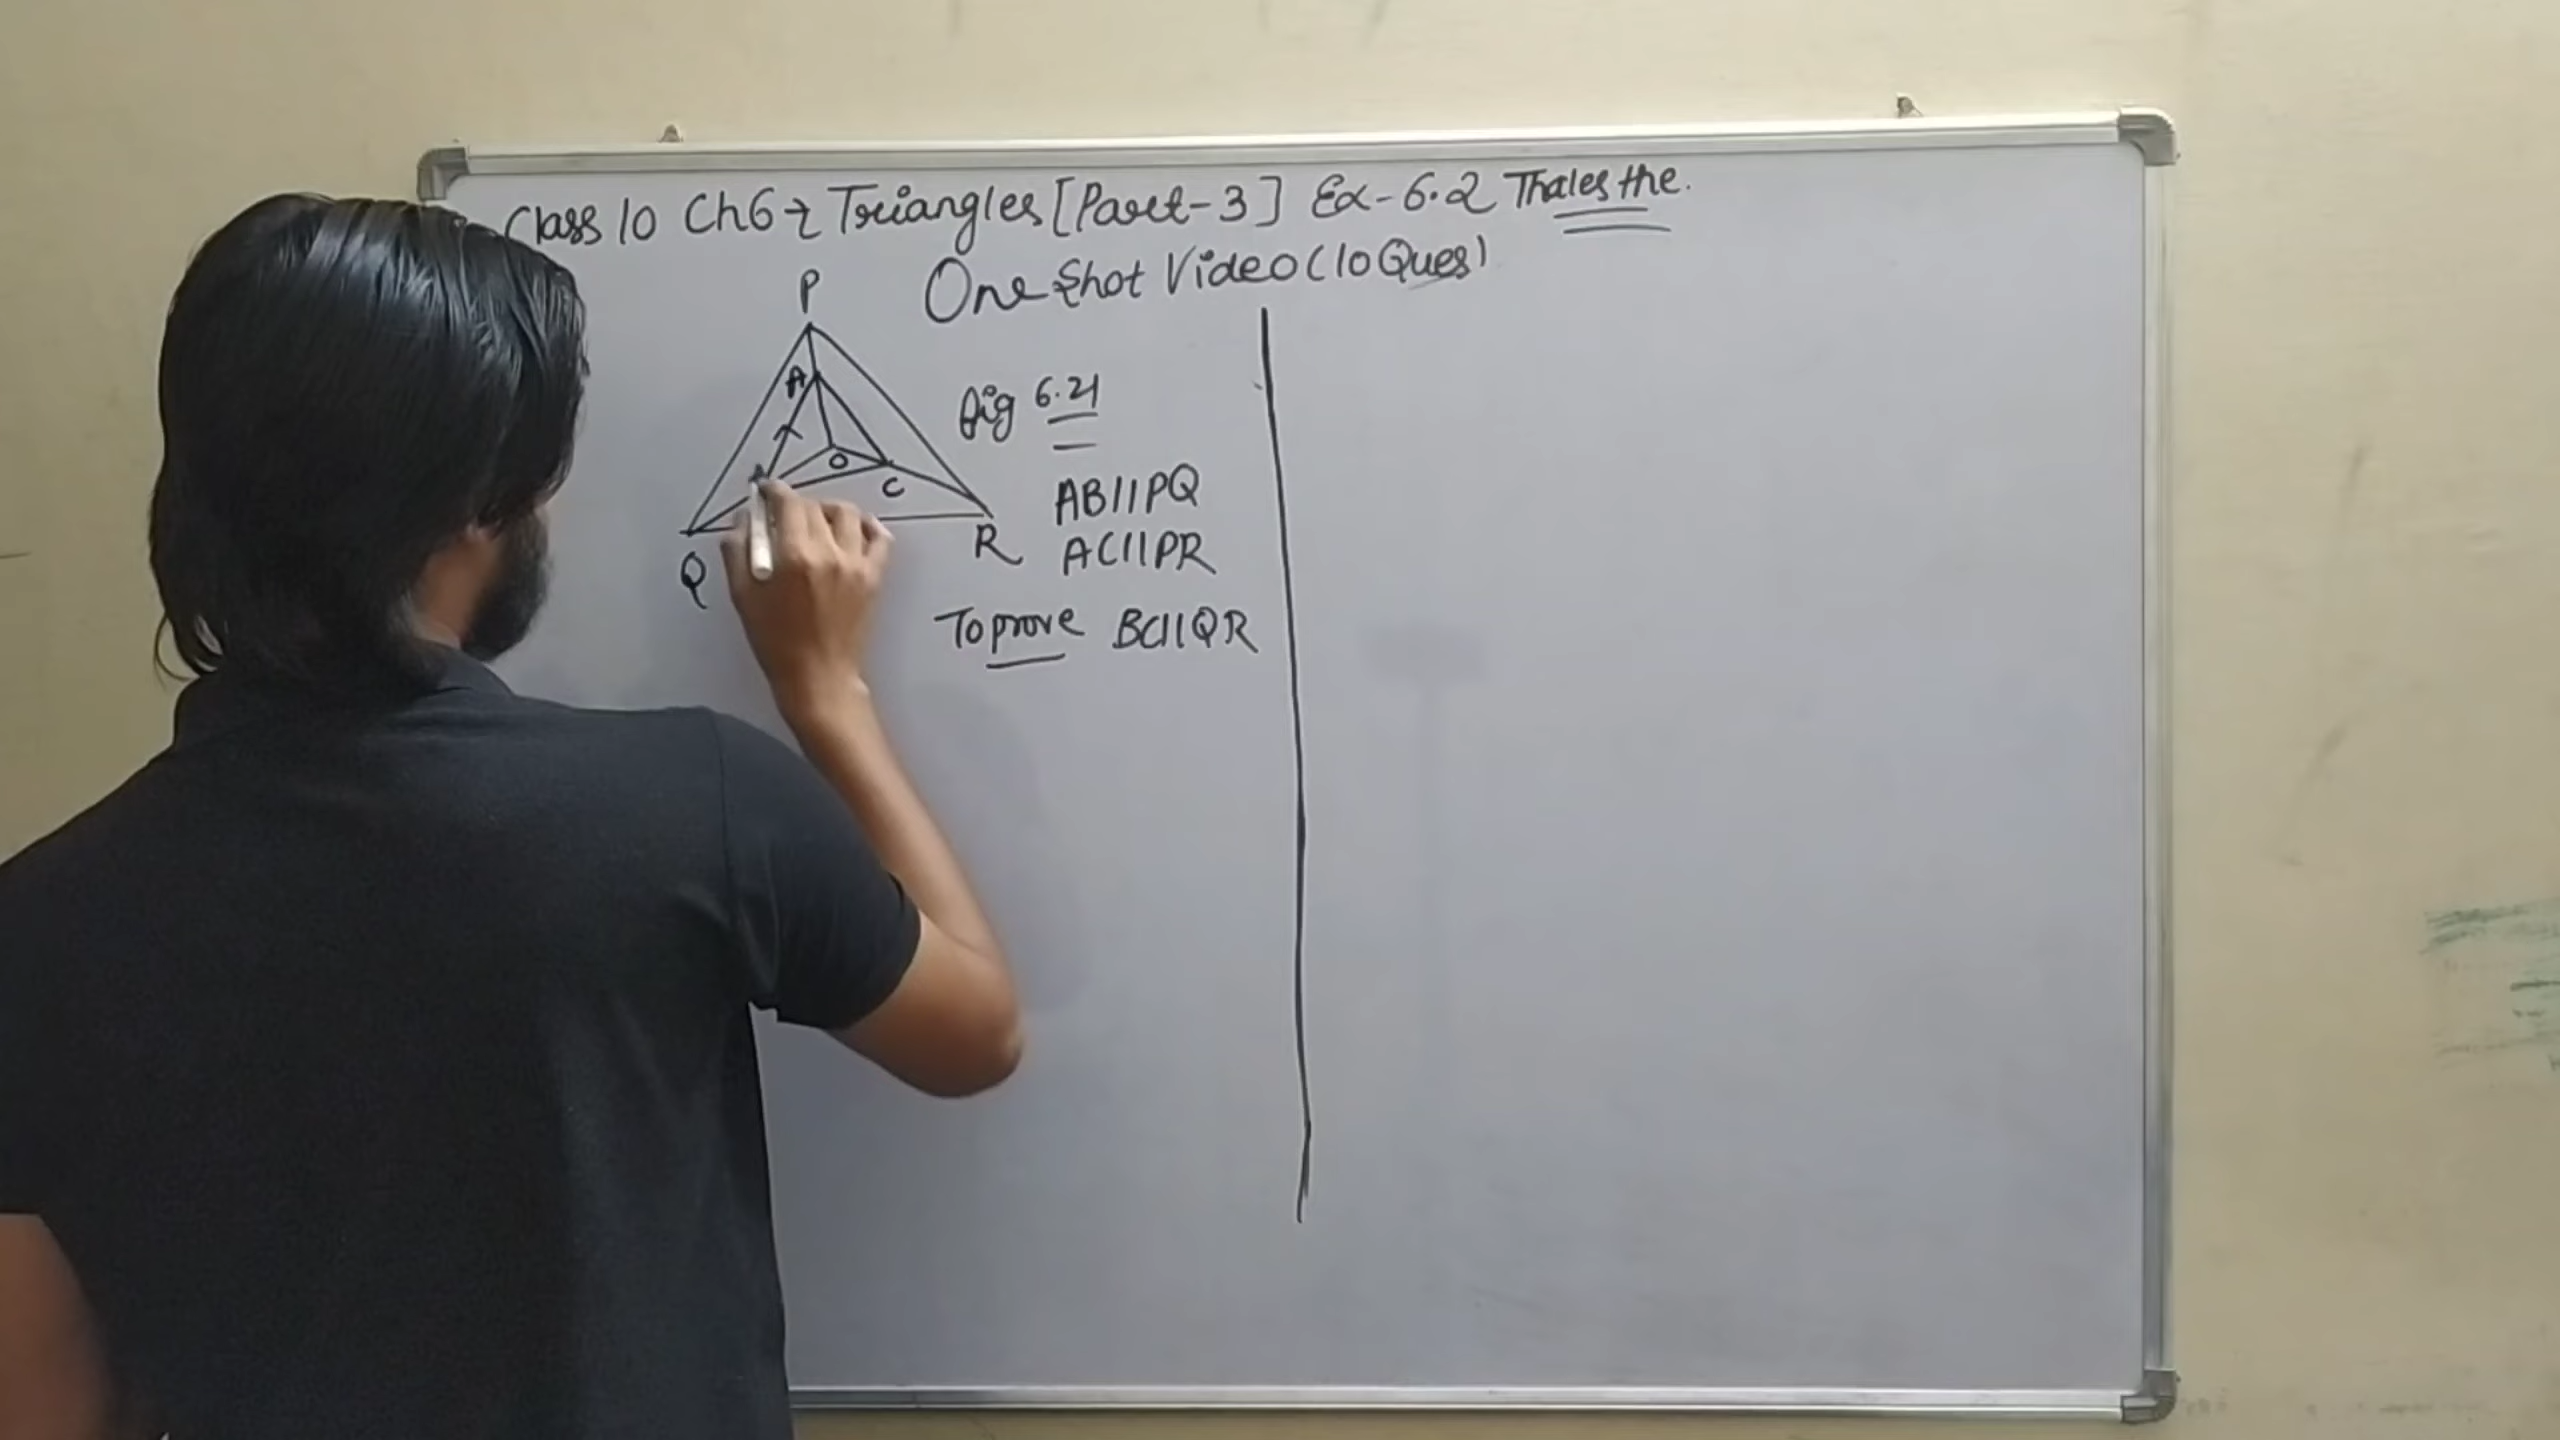 Class 10 Ch6 → Triangles [Part-3] Ex-6.2 Thales the.
One Shot Video (10 Ques)
P
A
fig 6.21
O
C
AB||PQ
Q
R
AC||PR
To prove BC||QR